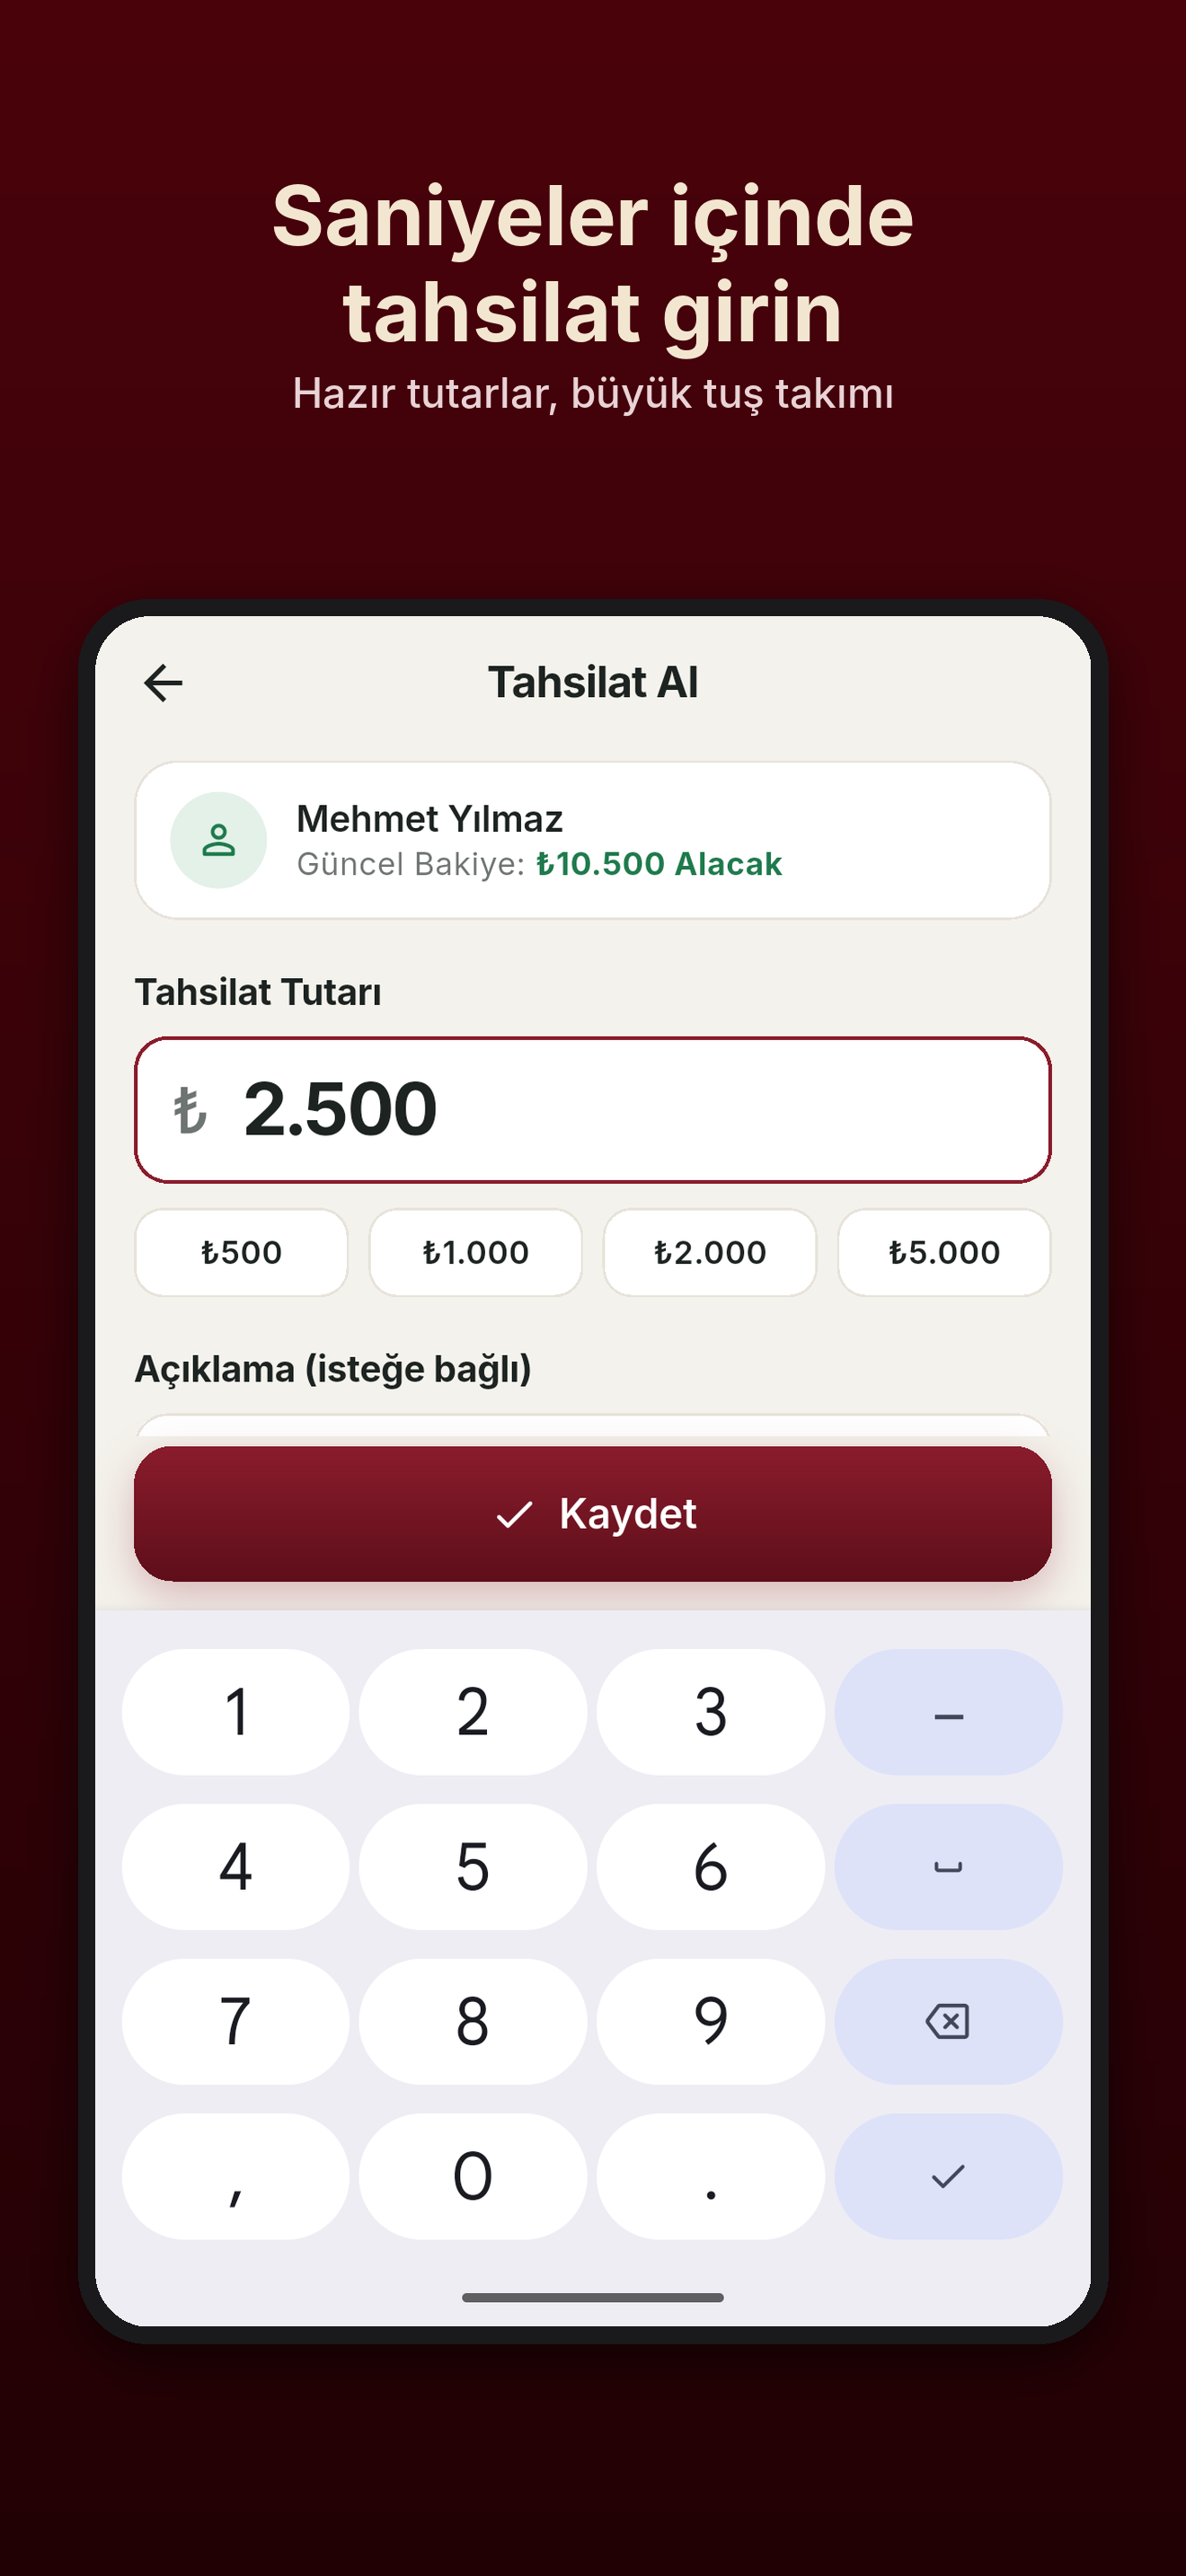 Saniyeler içinde
tahsilat girin
Hazır tutarlar, büyük tuş takımı
Tahsilat Al
Mehmet Yılmaz
Güncel Bakiye: ₺10.500 Alacak
Tahsilat Tutarı
₺ 2.500
₺500 ₺1.000 ₺2.000 ₺5.000
Açıklama (isteğe bağlı)
Kaydet
1 2 3 –
4 5 6
7 8 9
, 0 .